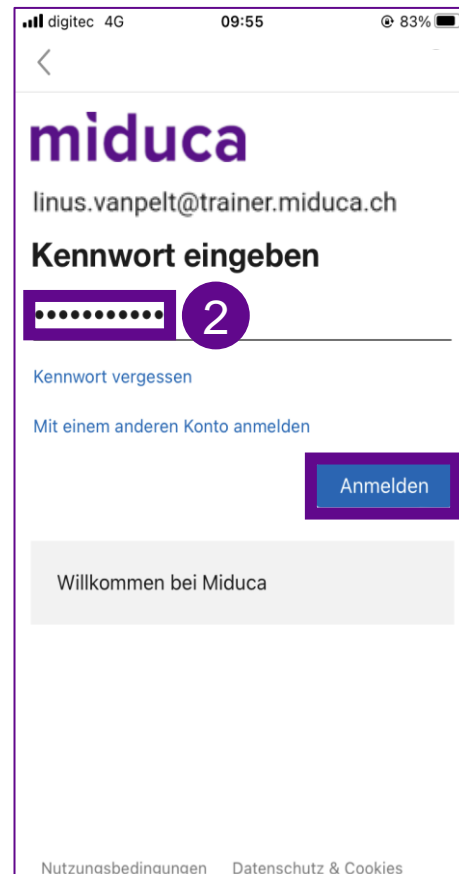 digitec 4G 09:55 83%
miduca
linus.vanpelt@trainer.miduca.ch
Kennwort eingeben
2
Kennwort vergessen
Mit einem anderen Konto anmelden
Anmelden
Willkommen bei Miduca
Nutzungsbedingungen Datenschutz & Cookies